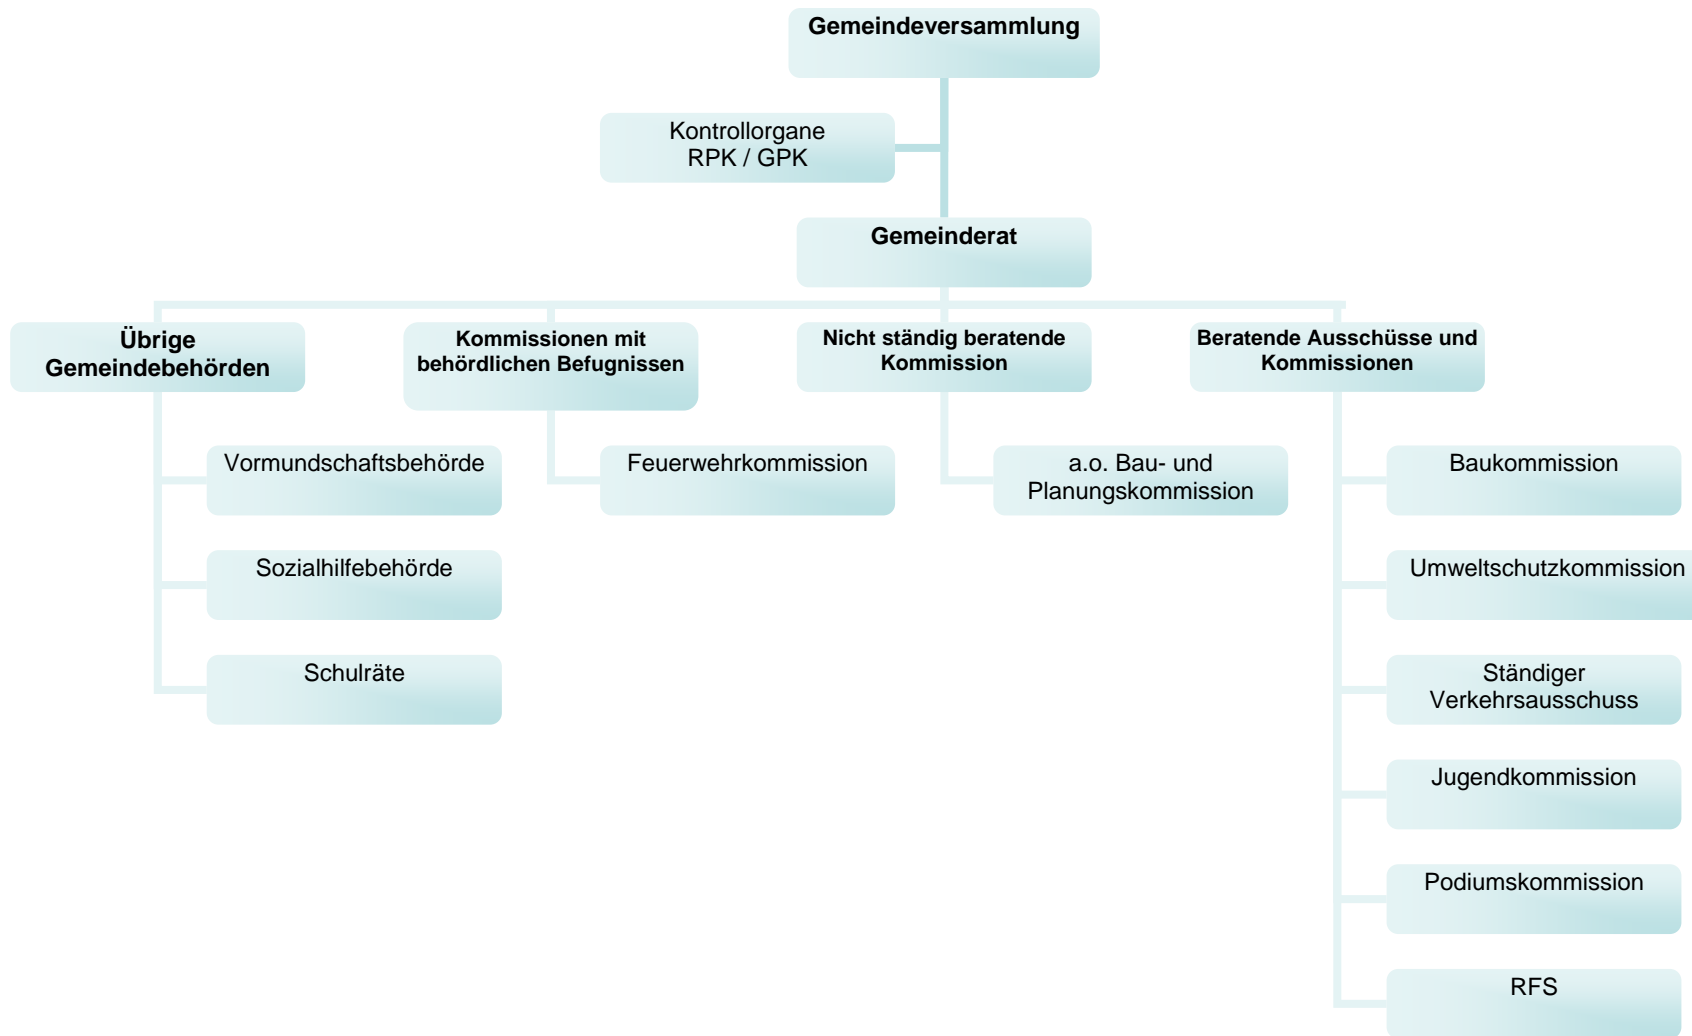 Gemeindeversammlung
Kontrollorgane
RPK / GPK
Gemeinderat
Übrige
Gemeindebehörden
Kommissionen mit
behördlichen Befugnissen
Nicht ständig beratende
Kommission
Beratende Ausschüsse und
Kommissionen
Vormundschaftsbehörde
Sozialhilfebehörde
Schulräte
Feuerwehrkommission
a.o. Bau- und
Planungskommission
Baukommission
Umweltschutzkommission
Ständiger
Verkehrsausschuss
Jugendkommission
Podiumskommission
RFS